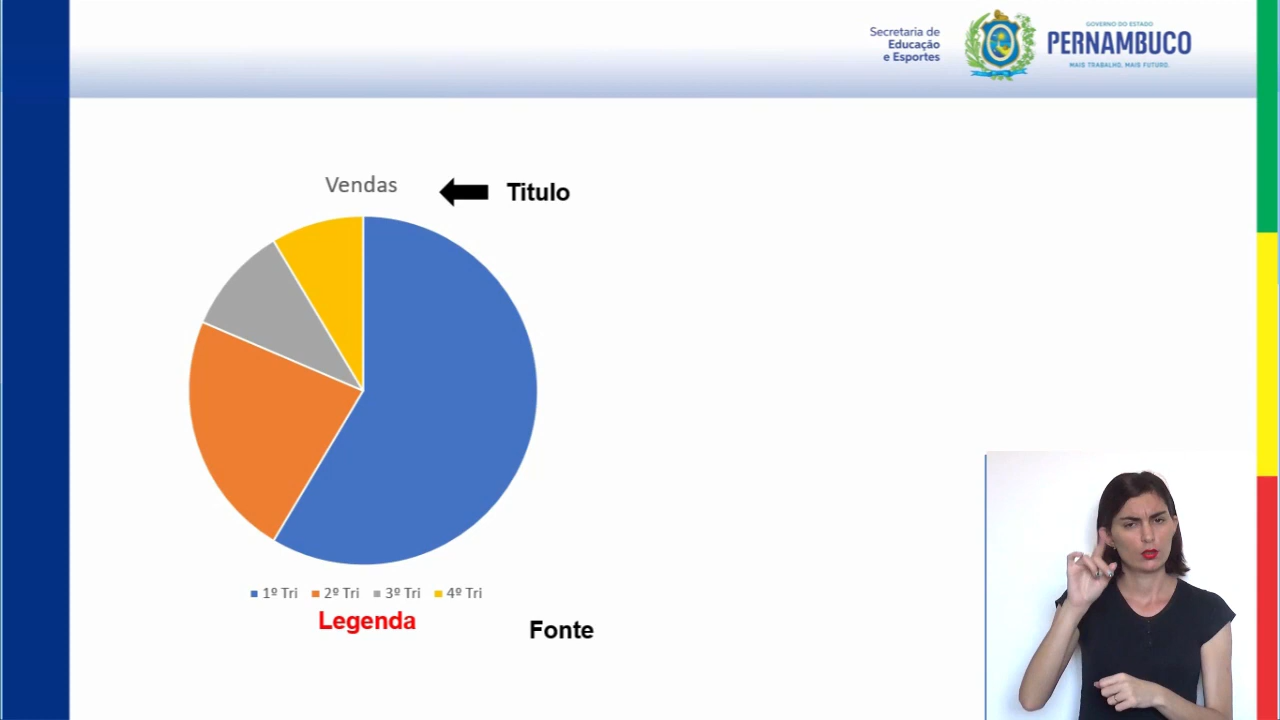 Secretaria de
Educação
e Esportes
GOVERNO DO ESTADO
PERNAMBUCO
MAIS TRABALHO, MAIS FUTURO.
Vendas
Titulo
1º Tri 2º Tri 3º Tri 4º Tri
Legenda
Fonte